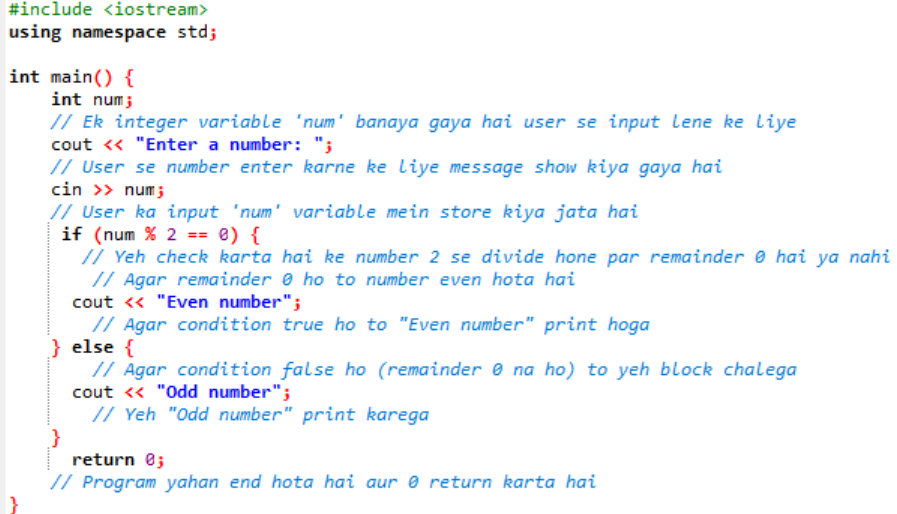 #include <iostream>
using namespace std;
int main() {
int num;
// Ek integer variable 'num' banaya gaya hai user se input lene ke liye
cout << "Enter a number: ";
// User se number enter karne ke liye message show kiya gaya hai
cin >> num;
// User ka input 'num' variable mein store kiya jata hai
if (num % 2 == 0) {
// Yeh check karta hai ke number 2 se divide hone par remainder 0 hai ya nahi
// Agar remainder 0 ho to number even hota hai
cout << "Even number";
// Agar condition true ho to "Even number" print hoga
} else {
// Agar condition false ho (remainder 0 na ho) to yeh block chalega
cout << "Odd number";
// Yeh "Odd number" print karega
}
return 0;
// Program yahan end hota hai aur 0 return karta hai
}